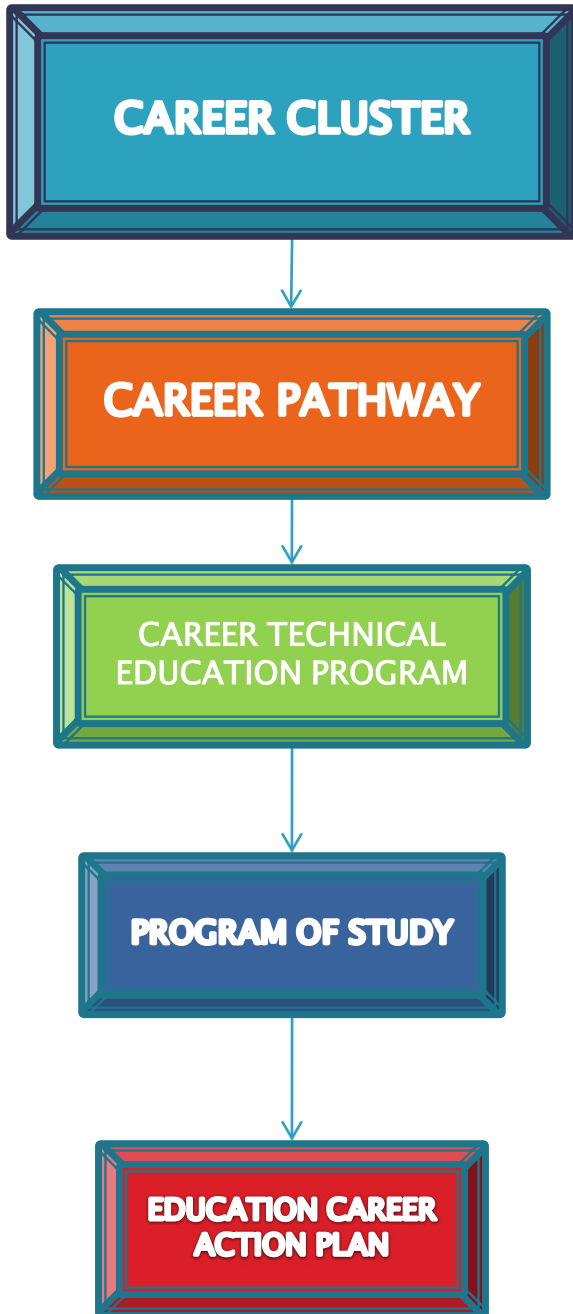 CAREER CLUSTER
CAREER PATHWAY
CAREER TECHNICAL
EDUCATION PROGRAM
PROGRAM OF STUDY
EDUCATION CAREER
ACTION PLAN